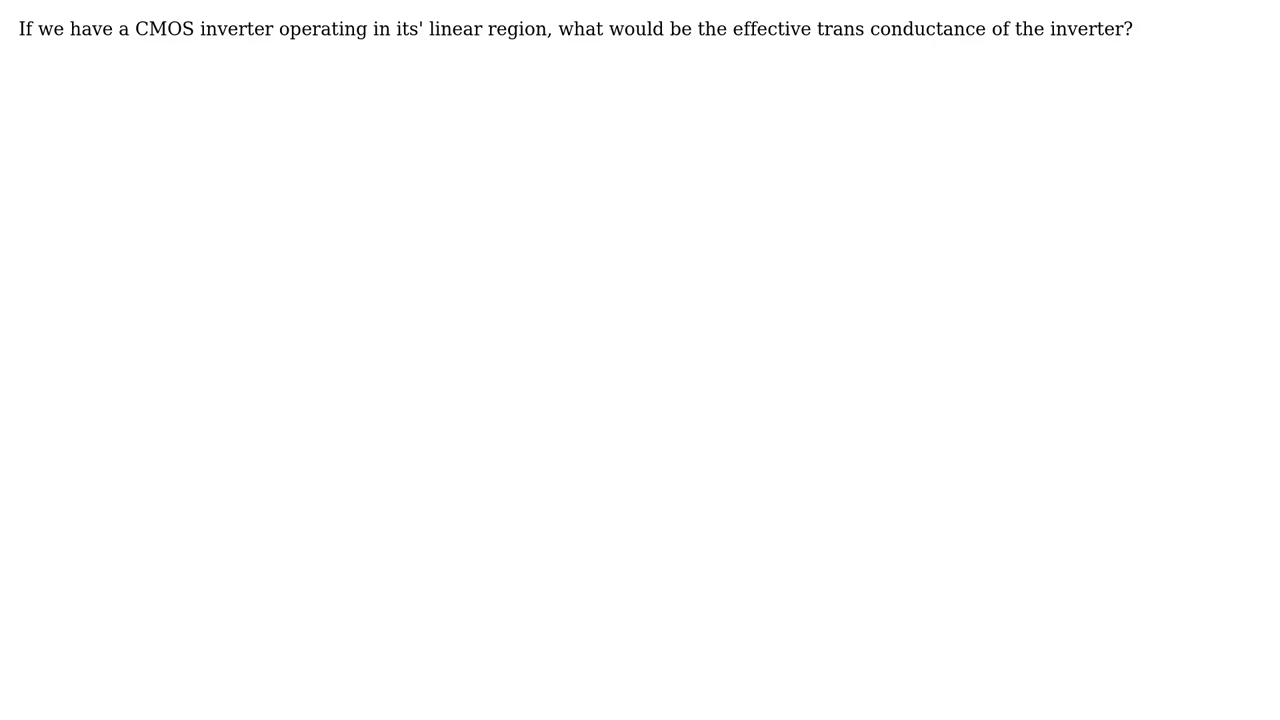 If we have a CMOS inverter operating in its' linear region, what would be the effective trans conductance of the inverter?